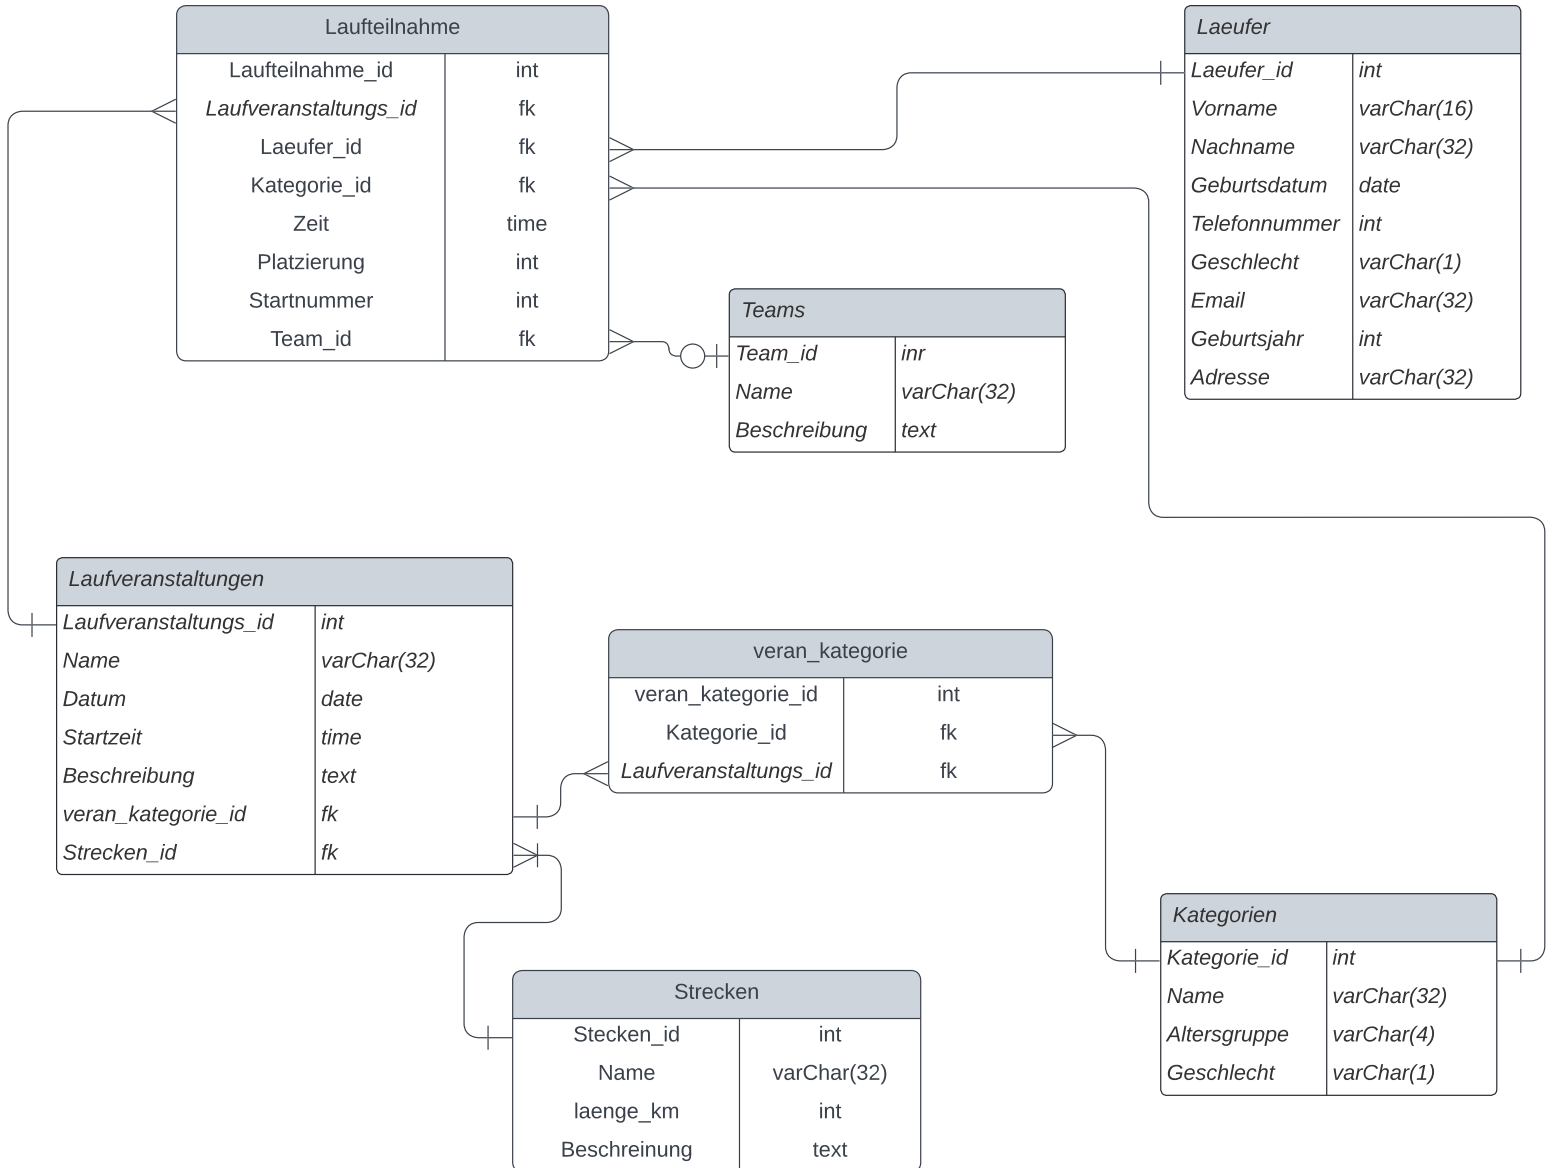 Laufteilnahme
Laufteilnahme_id int
Laufveranstaltungs_id fk
Laeufer_id fk
Kategorie_id fk
Zeit time
Platzierung int
Startnummer int
Team_id fk
Laeufer
Laeufer_id int
Vorname varChar(16)
Nachname varChar(32)
Geburtsdatum date
Telefonnummer int
Geschlecht varChar(1)
Email varChar(32)
Geburtsjahr int
Adresse varChar(32)
Teams
Team_id inr
Name varChar(32)
Beschreibung text
Laufveranstaltungen
Laufveranstaltungs_id int
Name varChar(32)
Datum date
Startzeit time
Beschreibung text
veran_kategorie_id fk
Strecken_id fk
veran_kategorie
veran_kategorie_id int
Kategorie_id fk
Laufveranstaltungs_id fk
Kategorien
Kategorie_id int
Name varChar(32)
Altersgruppe varChar(4)
Geschlecht varChar(1)
Strecken
Stecken_id int
Name varChar(32)
laenge_km int
Beschreinung text